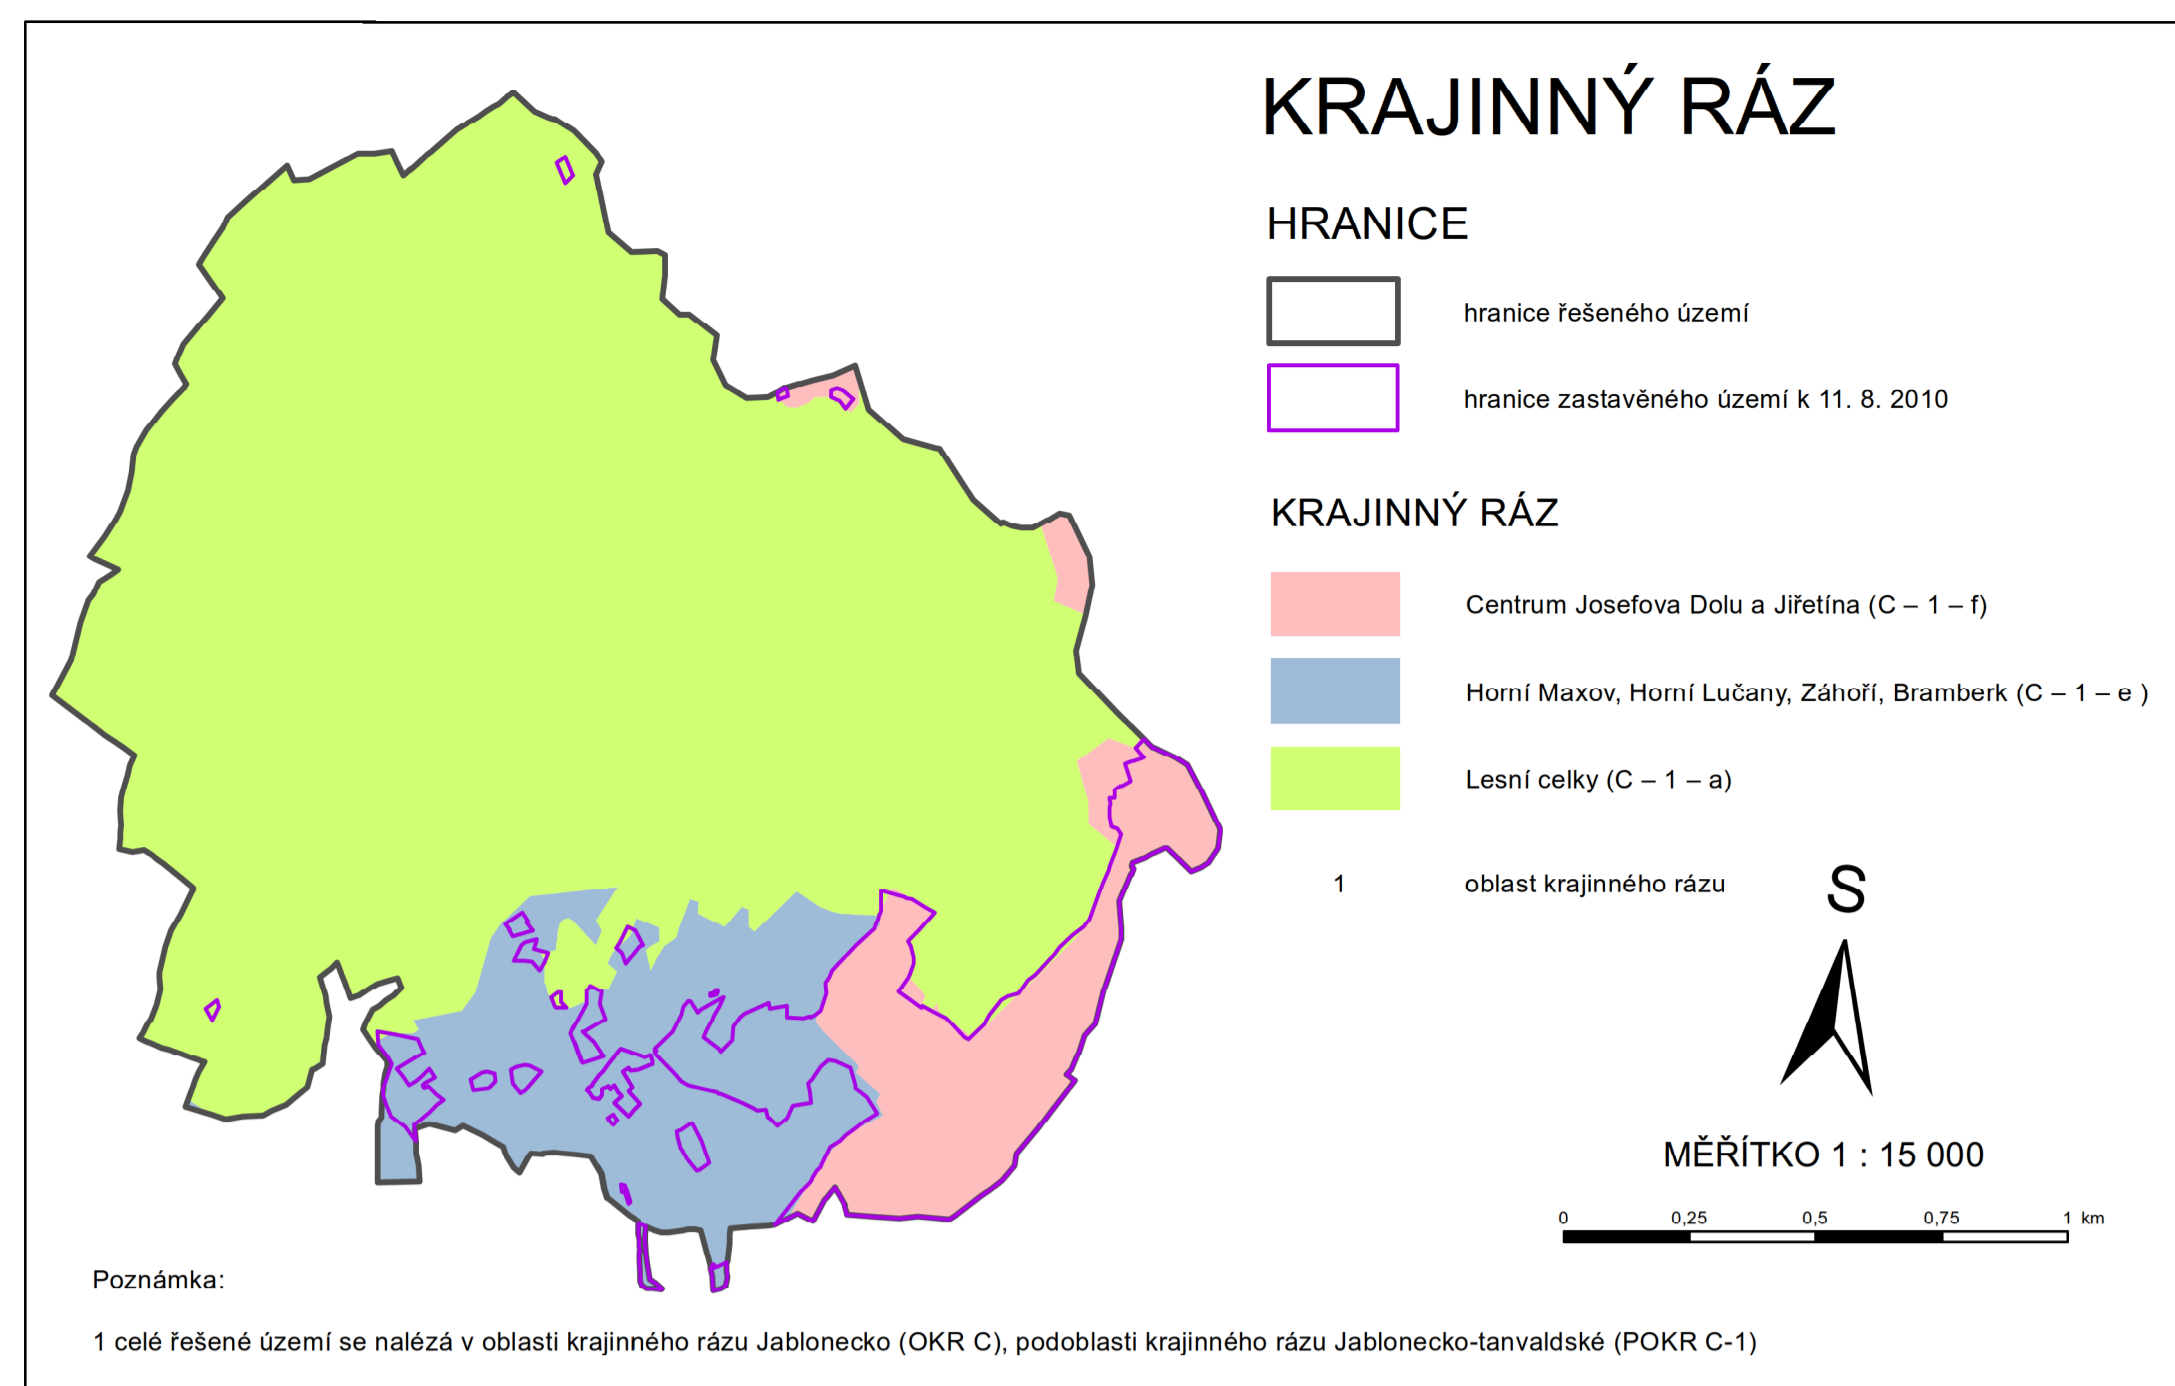 KRAJINNÝ RÁZ
HRANICE
hranice řešeného území
hranice zastavěného území k 11. 8. 2010
KRAJINNÝ RÁZ
Centrum Josefova Dolu a Jiřetína (C – 1 – f)
Horní Maxov, Horní Lučany, Záhoří, Bramberk (C – 1 – e )
Lesní celky (C – 1 – a)
1 oblast krajinného rázu
S
MĚŘÍTKO 1 : 15 000
0 0,25 0,5 0,75 1 km
Poznámka:
1 celé řešené území se nalézá v oblasti krajinného rázu Jablonecko (OKR C), podoblasti krajinného rázu Jablonecko-tanvaldské (POKR C-1)